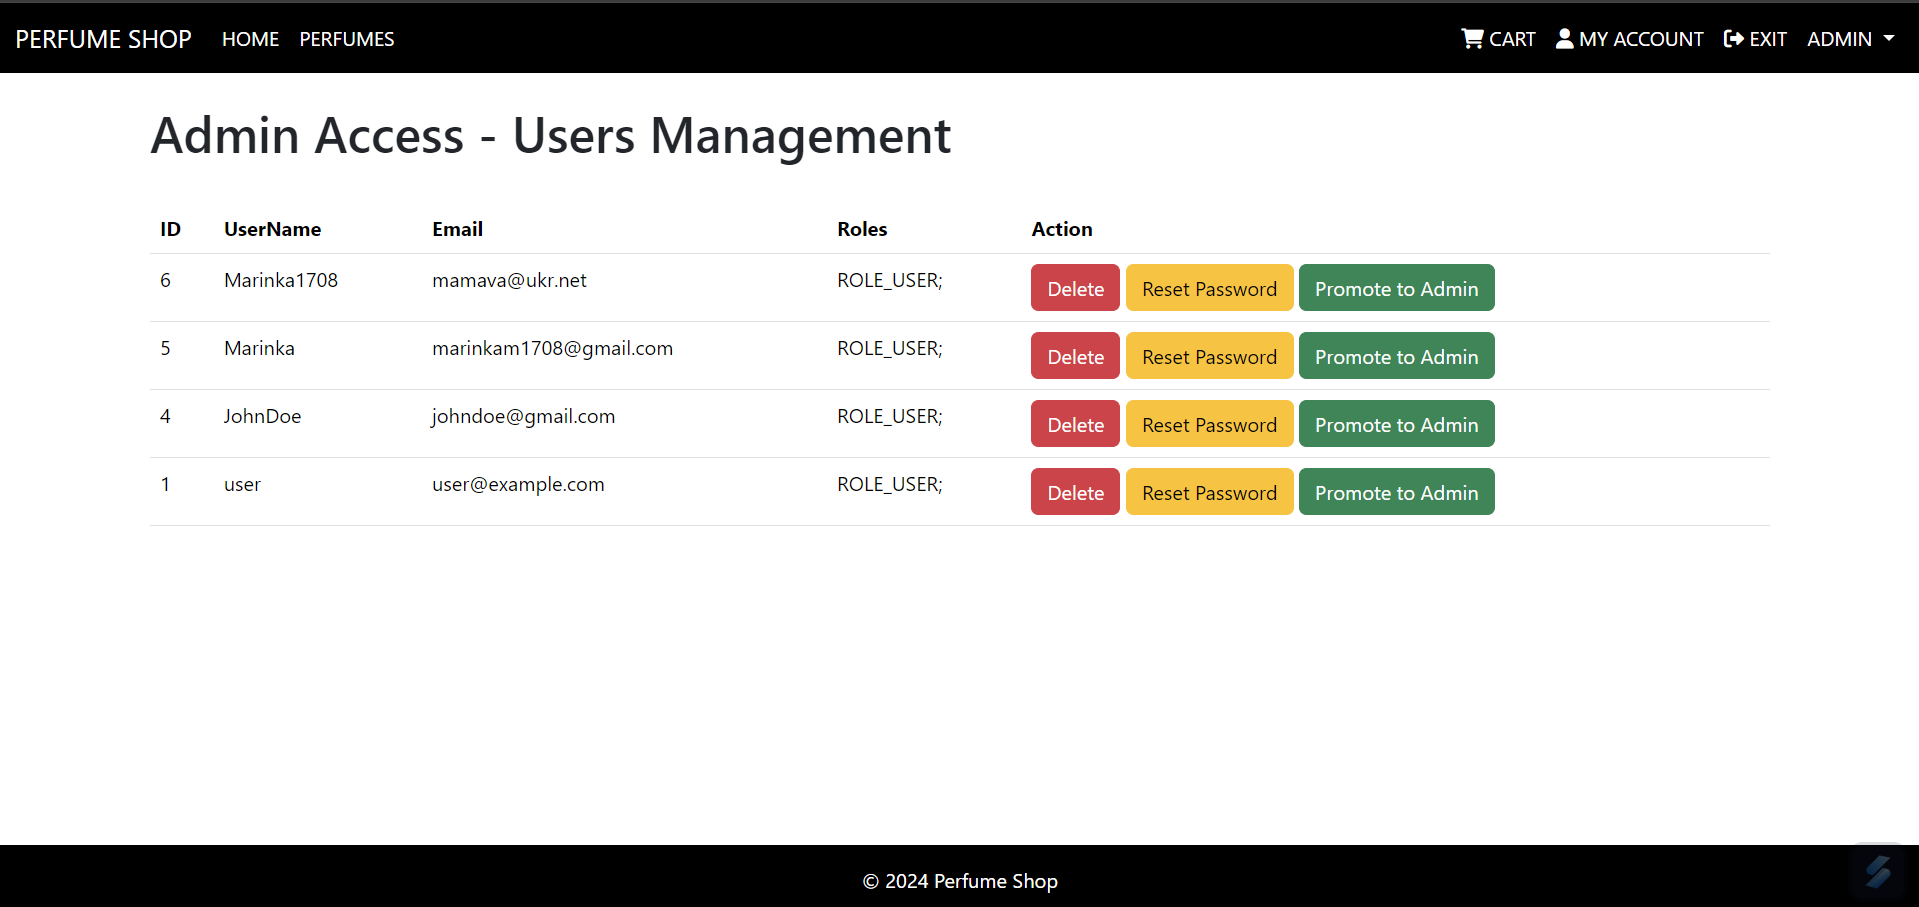 PERFUME SHOP HOME PERFUMES CART MY ACCOUNT EXIT ADMIN
Admin Access - Users Management
ID UserName Email Roles Action
6 Marinka1708 mamava@ukr.net ROLE_USER; Delete Reset Password Promote to Admin
5 Marinka marinkam1708@gmail.com ROLE_USER; Delete Reset Password Promote to Admin
4 JohnDoe johndoe@gmail.com ROLE_USER; Delete Reset Password Promote to Admin
1 user user@example.com ROLE_USER; Delete Reset Password Promote to Admin
© 2024 Perfume Shop